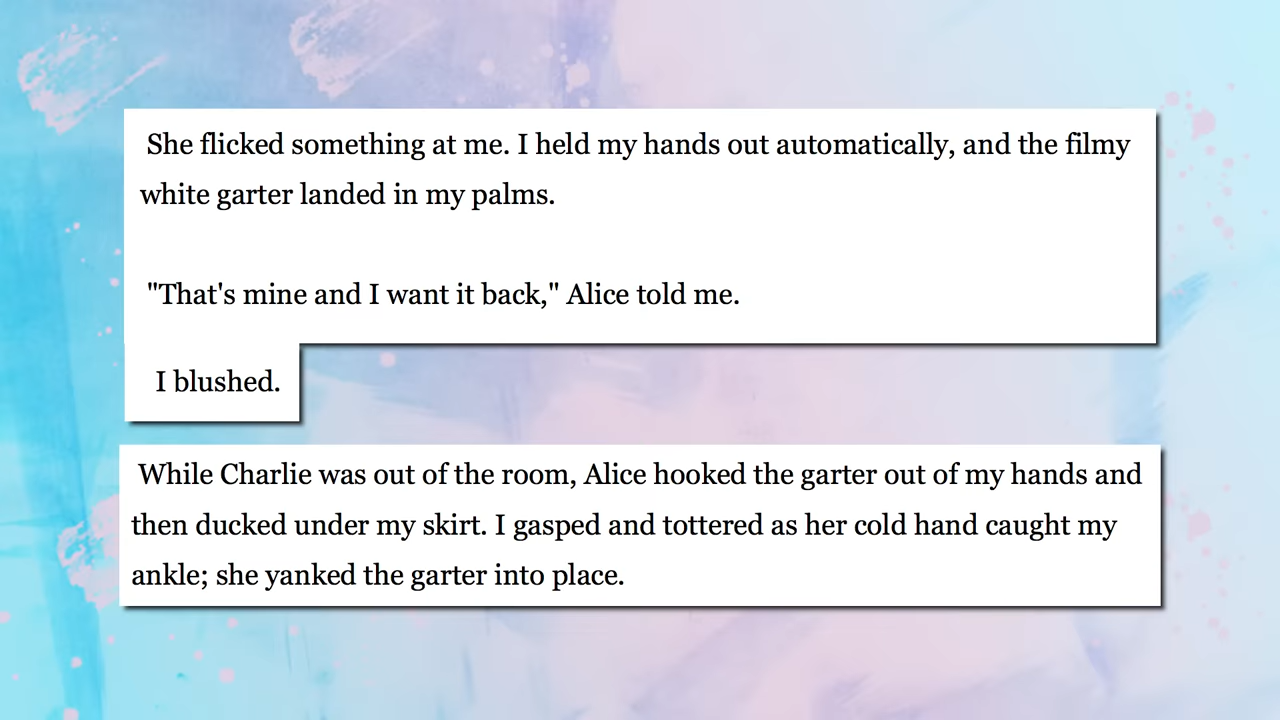 She flicked something at me. I held my hands out automatically, and the filmy
white garter landed in my palms.
"That's mine and I want it back," Alice told me.
I blushed.
While Charlie was out of the room, Alice hooked the garter out of my hands and
then ducked under my skirt. I gasped and tottered as her cold hand caught my
ankle; she yanked the garter into place.